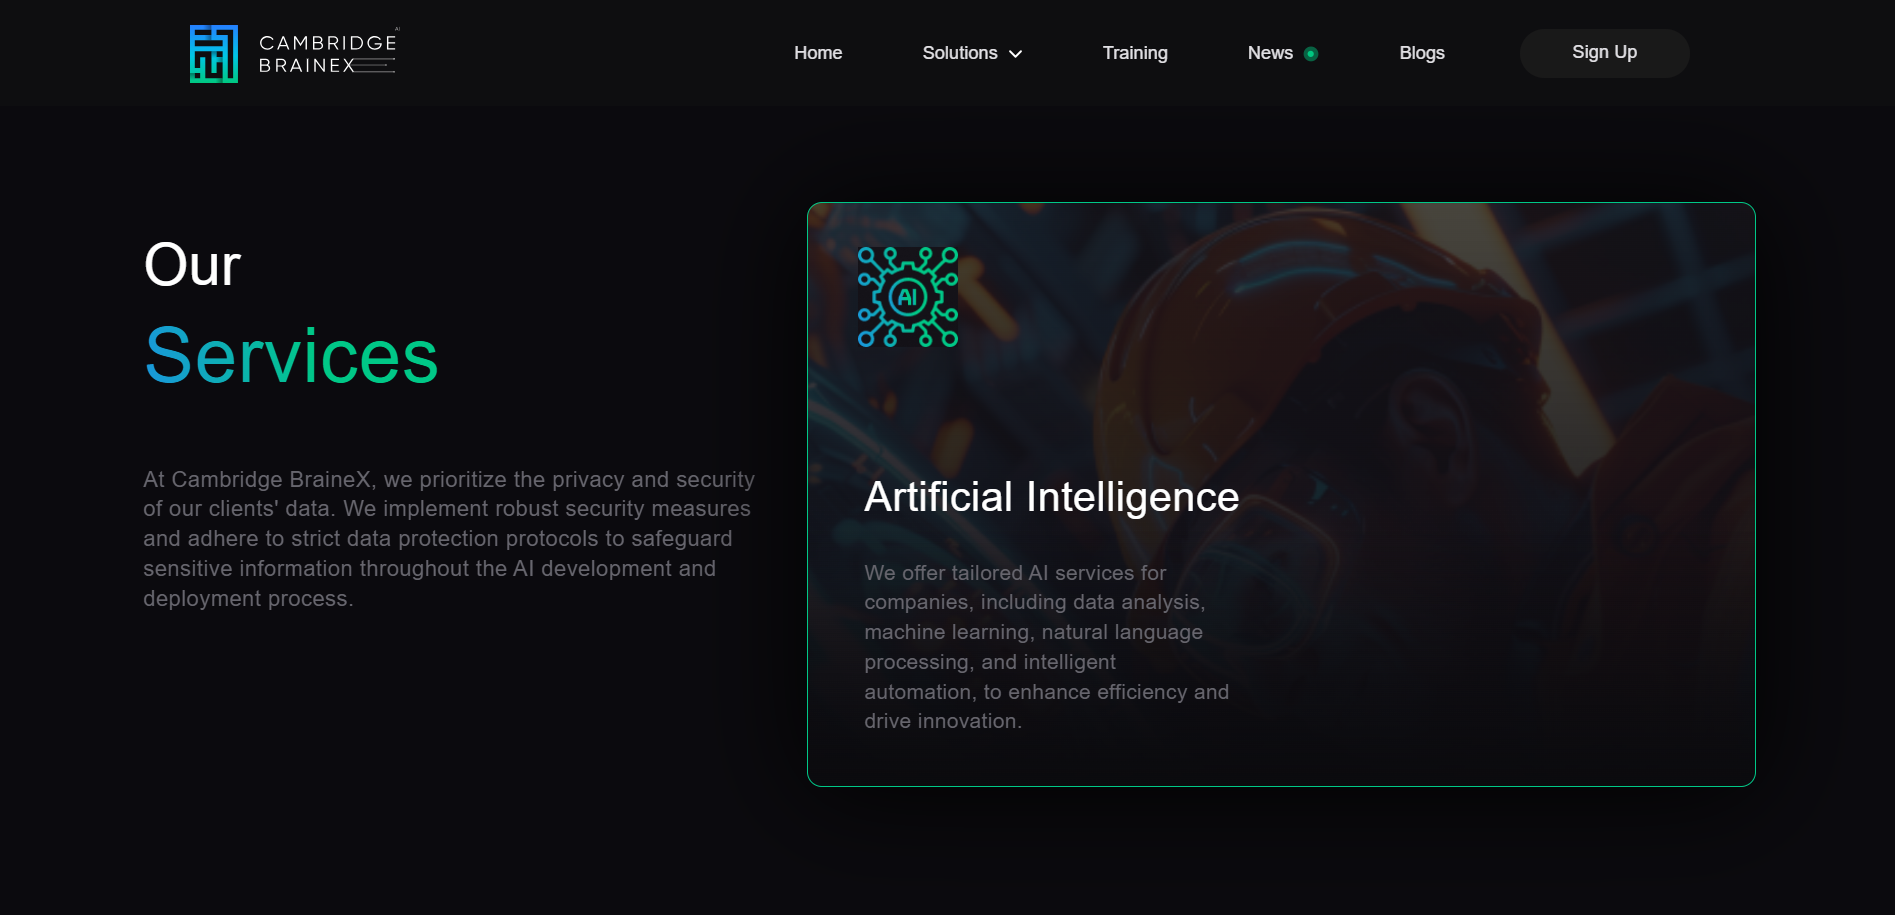 CAMBRIDGE AI
BRAINEX
Home
Solutions
Training
News
Blogs
Sign Up
Our
Services
At Cambridge BraineX, we prioritize the privacy and security
of our clients' data. We implement robust security measures
and adhere to strict data protection protocols to safeguard
sensitive information throughout the AI development and
deployment process.
AI
Artificial Intelligence
We offer tailored AI services for
companies, including data analysis,
machine learning, natural language
processing, and intelligent
automation, to enhance efficiency and
drive innovation.